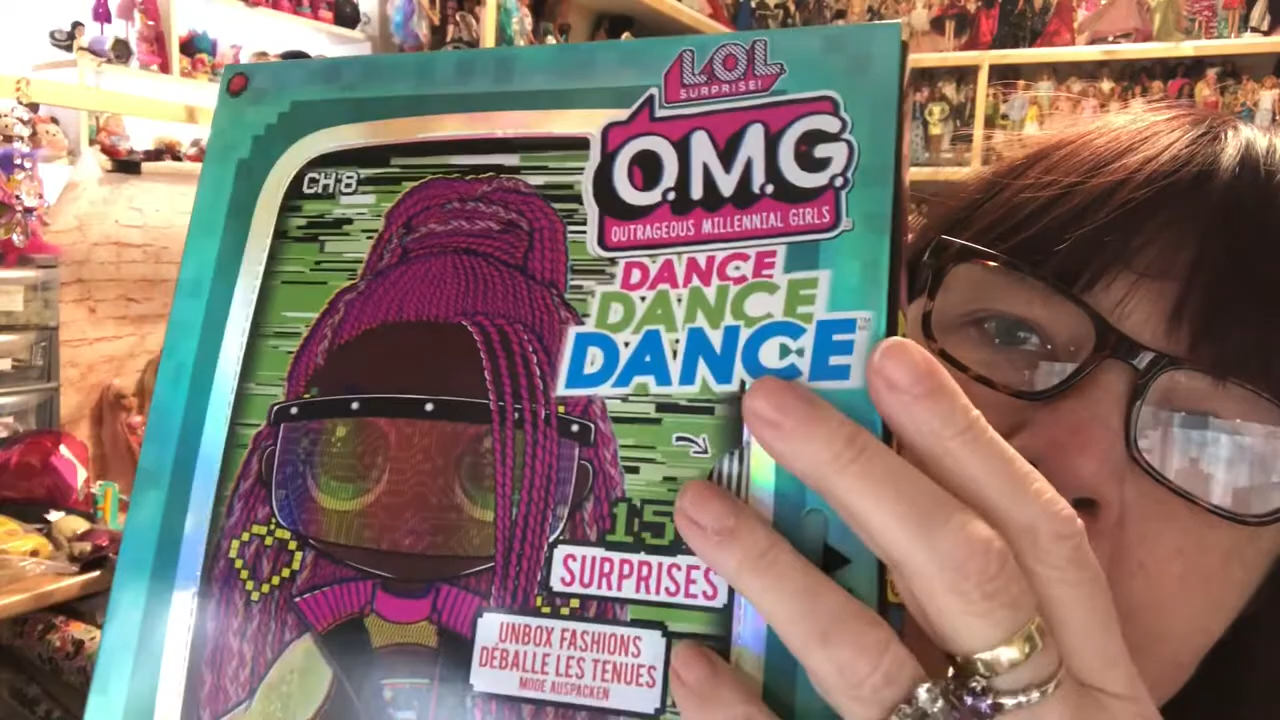 L.O.L.
SURPRISE!
O.M.G.
OUTRAGEOUS MILLENNIAL GIRLS
CH 8
DANCE
DANCE
DANCE
15
SURPRISES
UNBOX FASHIONS
DÉBALLE LES TENUES
MODE AUSPACKEN